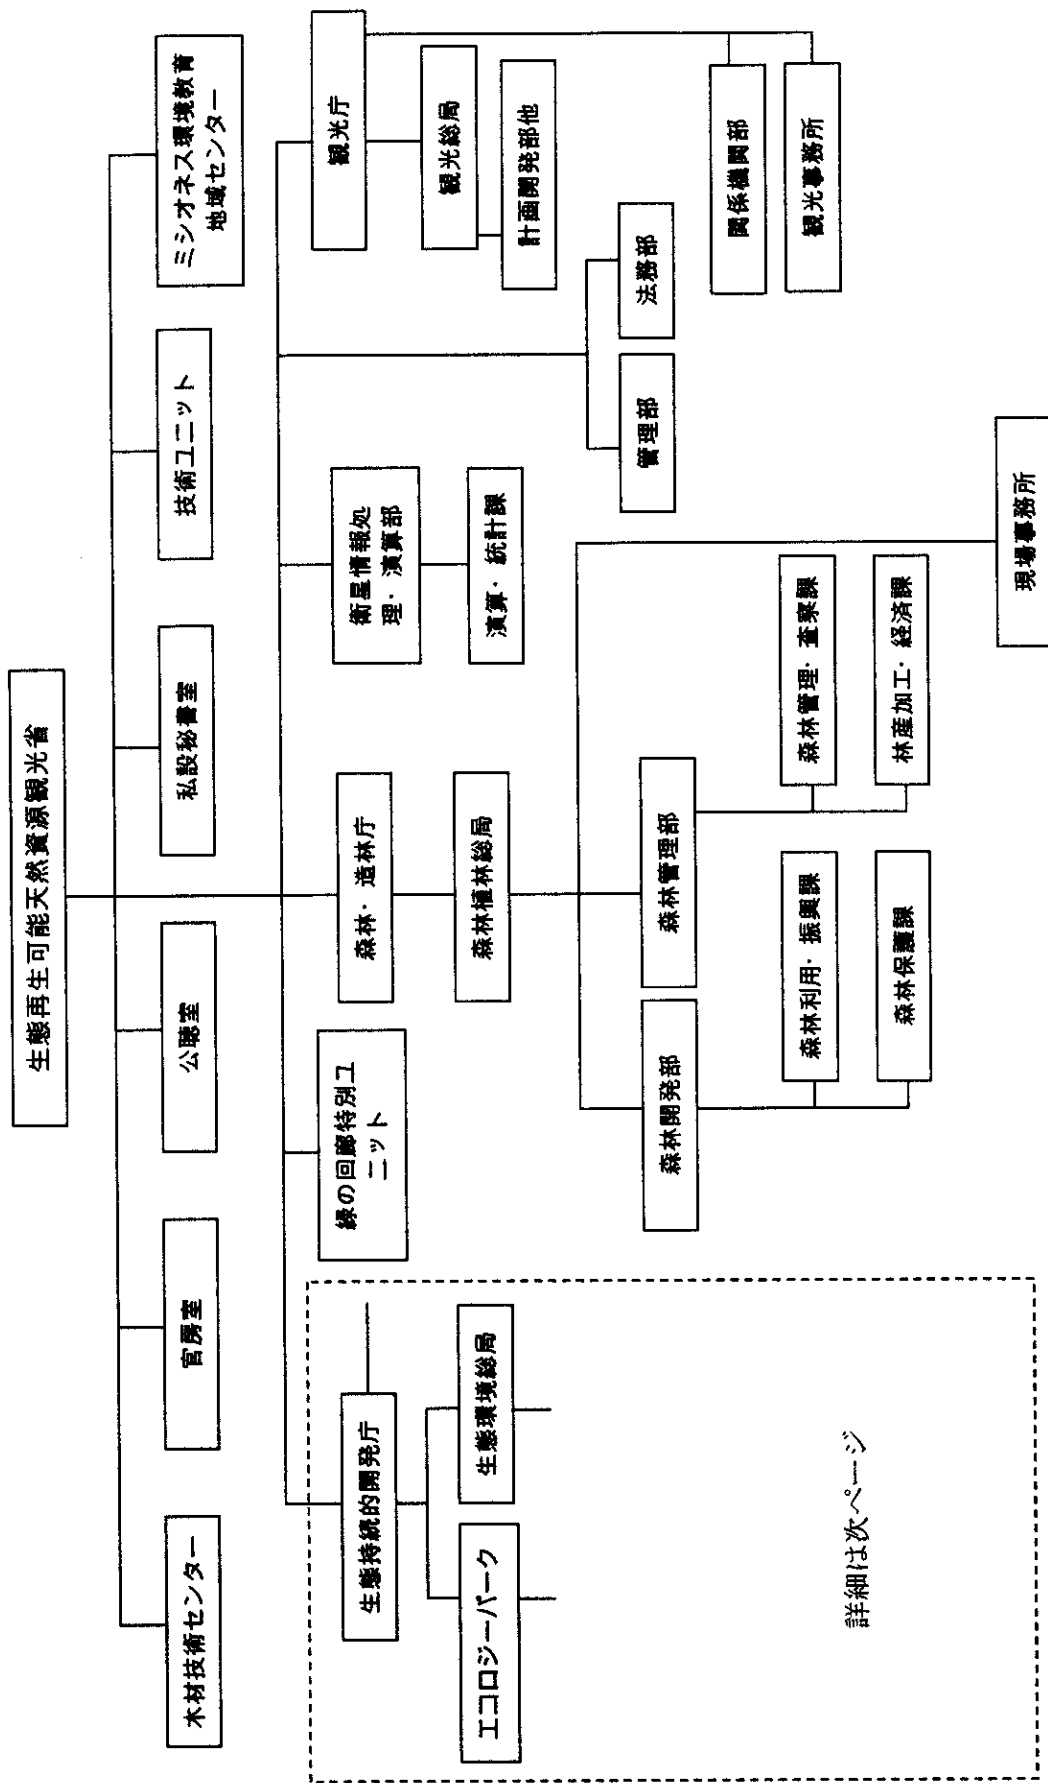 生態再生可能天然資源観光省
木材技術センター
官房室
公聴室
私設秘書室
技術ユニット
ミシオネス環境教育
地域センター
生態持続的開発庁
緑の回廊特別ユ
ニット
森林・造林庁
衛星情報処
理・演算部
観光庁
エコロジーパーク
生態環境総局
森林植林総局
演算・統計課
観光総局
計画開発部他
森林開発部
森林管理部
管理部
法務部
関係機関部
観光事務所
森林利用・振興課
森林管理・査察課
森林保護課
林産加工・経済課
現場事務所
詳細は次ページ